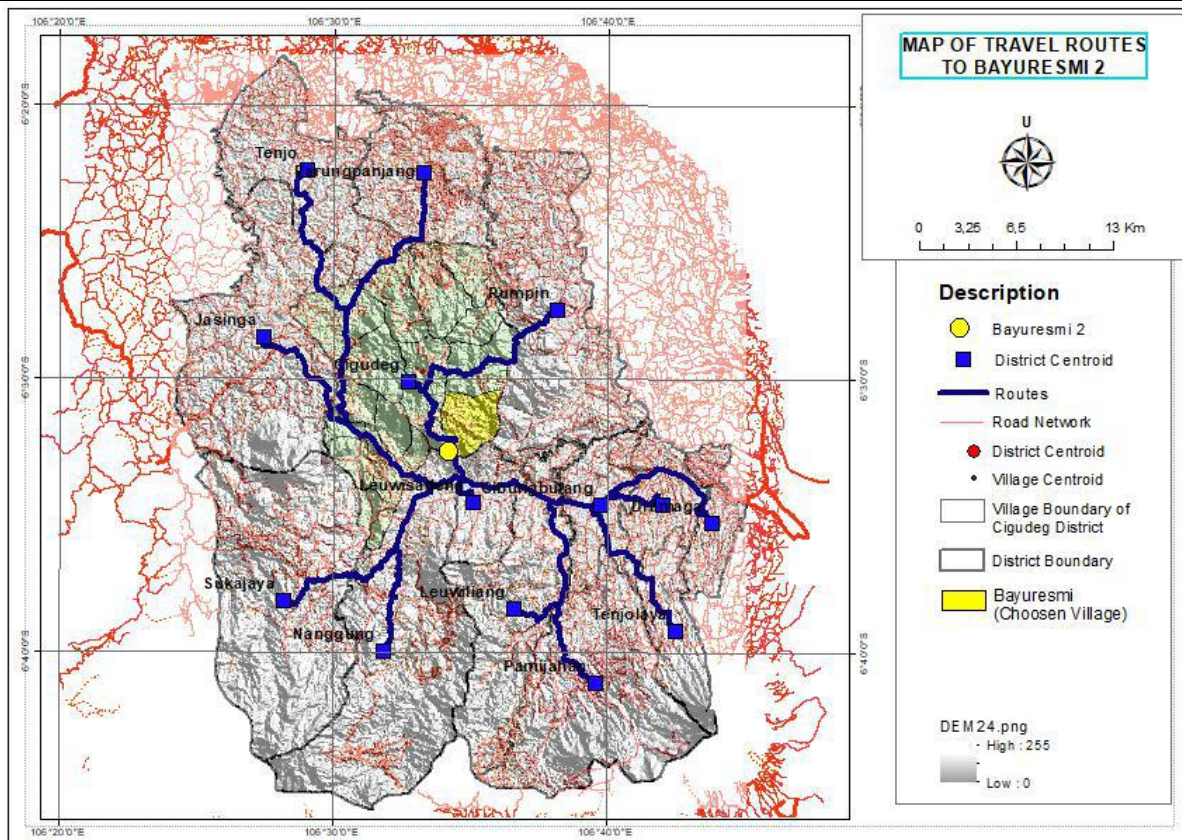 106°20'0"E 106°30'0"E 106°40'0"E
MAP OF TRAVEL ROUTES
TO BAYURESMI 2
U
0 3,25 6,5 13 Km
6°20'0"S
Tenjo
Parungpanjang
Rumpin
Jasinga
Cigudeg
6°30'0"S 6°30'0"S
Leuwisadeng
Cibungbulang
Dramaga
Sukajaya
Leuwiliang
Tenjolaya
Nanggung
Pamijahan
6°40'0"S 6°40'0"S
106°20'0"E 106°30'0"E 106°40'0"E
Description
Bayuresmi 2
District Centroid
Routes
Road Network
District Centroid
Village Centroid
Village Boundary of
Cigudeg District
District Boundary
Bayuresmi
(Choosen Village)
DEM24.png
High : 255
Low : 0